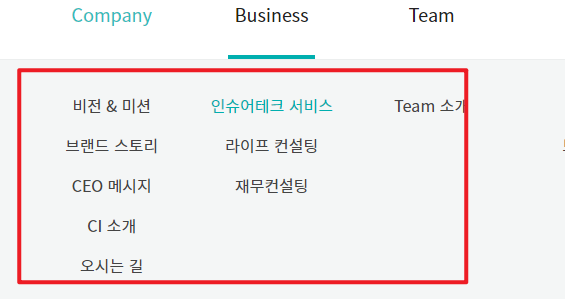 Company Business Team
비전 & 미션 인슈어테크 서비스 Team 소개
브랜드 스토리 라이프 컨설팅
CEO 메시지 재무컨설팅
CI 소개
오시는 길